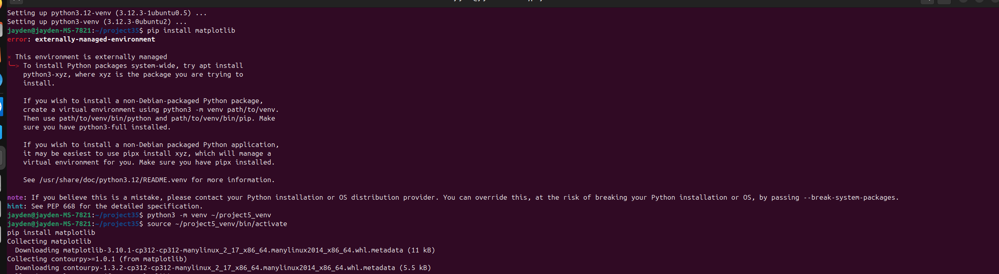 Setting up python3.12-venv (3.12.3-1ubuntu0.5) ...
Setting up python3-venv (3.12.3-0ubuntu2) ...
jayden@jayden-MS-7821:~/project35$ pip install matplotlib
error: externally-managed-environment
× This environment is externally managed
╰─> To install Python packages system-wide, try apt install
python3-xyz, where xyz is the package you are trying to
install.
If you wish to install a non-Debian-packaged Python package,
create a virtual environment using python3 -m venv path/to/venv.
Then use path/to/venv/bin/python and path/to/venv/bin/pip. Make
sure you have python3-full installed.
If you wish to install a non-Debian packaged Python application,
it may be easiest to use pipx install xyz, which will manage a
virtual environment for you. Make sure you have pipx installed.
See /usr/share/doc/python3.12/README.venv for more information.
note: If you believe this is a mistake, please contact your Python installation or OS distribution provider. You can override this, at the risk of breaking your Python installation or OS, by passing --break-system-packages.
hint: See PEP 668 for the detailed specification.
jayden@jayden-MS-7821:~/project35$ python3 -m venv ~/project5_venv
jayden@jayden-MS-7821:~/project35$ source ~/project5_venv/bin/activate
pip install matplotlib
Collecting matplotlib
Downloading matplotlib-3.10.1-cp312-cp312-manylinux_2_17_x86_64.manylinux2014_x86_64.whl.metadata (11 kB)
Collecting contourpy>=1.0.1 (from matplotlib)
Downloading contourpy-1.3.2-cp312-cp312-manylinux_2_17_x86_64.manylinux2014_x86_64.whl.metadata (5.5 kB)